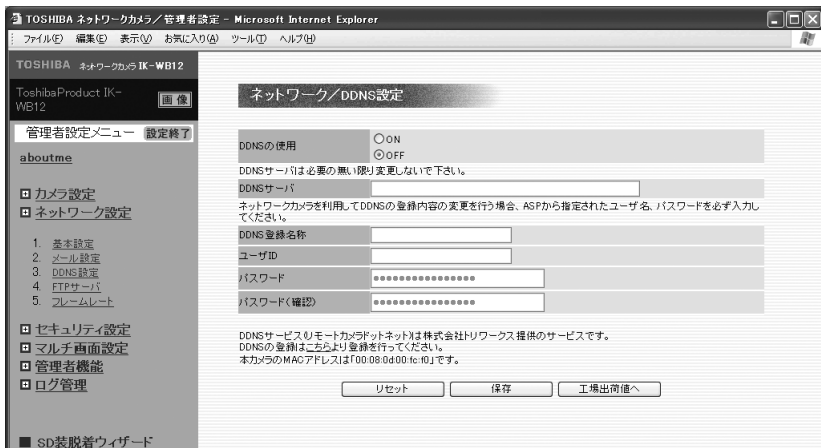 TOSHIBA ネットワークカメラ／管理者設定 - Microsoft Internet Explorer
ファイル(F) 編集(E) 表示(V) お気に入り(A) ツール(T) ヘルプ(H)
TOSHIBA ネットワークカメラ IK-WB12
ToshibaProduct IK-
WB12
画像
管理者設定メニュー 設定終了
aboutme
カメラ設定
ネットワーク設定
1. 基本設定
2. メール設定
3. DDNS設定
4. FTPサーバ
5. フレームレート
セキュリティ設定
マルチ画面設定
管理者機能
ログ管理
SD装脱着ウィザード
ネットワーク／DDNS設定
DDNSの使用
ON
OFF
DDNSサーバは必要の無い限り変更しないで下さい。
DDNSサーバ
ネットワークカメラを利用してDDNSの登録内容の変更を行う場合、ASPから指定されたユーザ名、パスワードを必ず入力し
てください。
DDNS登録名称
ユーザID
パスワード
パスワード(確認)
DDNSサービス(リモートカメラドットネット)は株式会社トリワークス提供のサービスです。
DDNSの登録はこちらより登録を行ってください。
本カメラのMACアドレスは「00:08:0d:00:fc:f0」です。
リセット 保存 工場出荷値へ